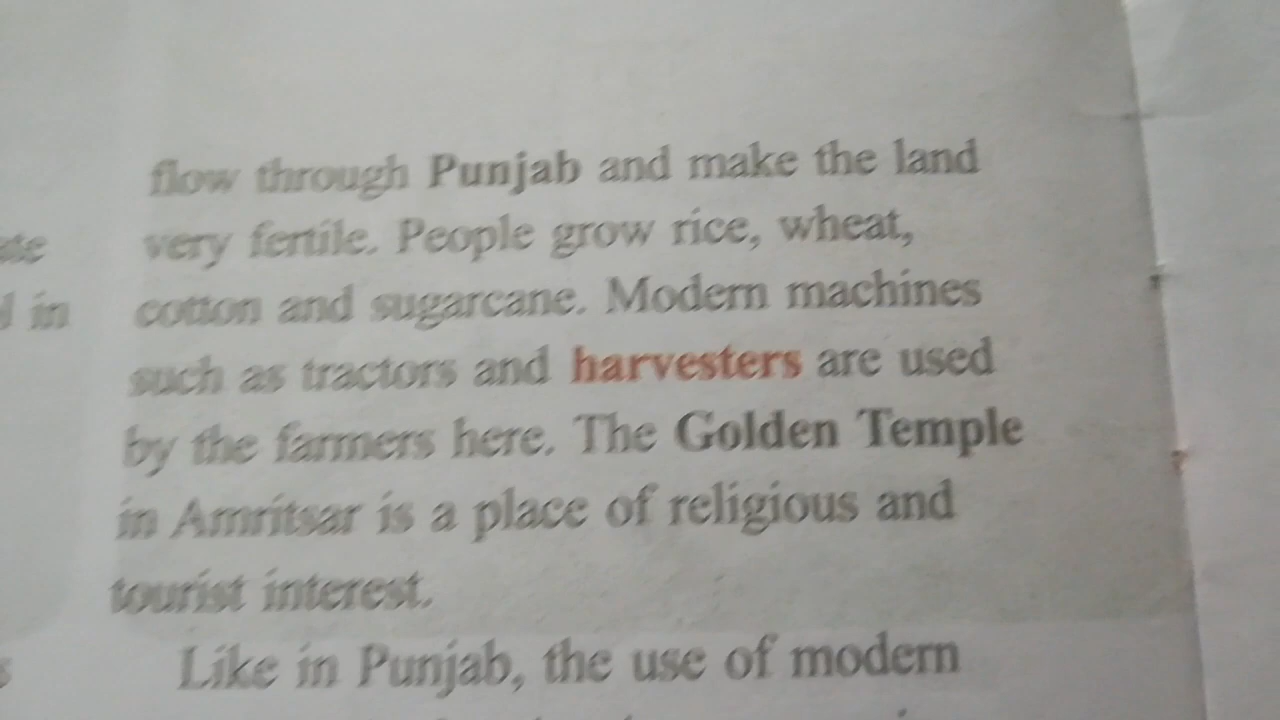 flow through Punjab and make the land
very fertile. People grow rice, wheat,
cotton and sugarcane. Modern machines
such as tractors and harvesters are used
by the farmers here. The Golden Temple
in Amritsar is a place of religious and
tourist interest.
Like in Punjab, the use of modern